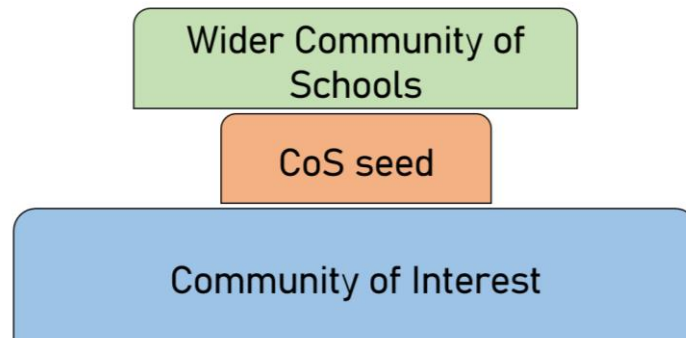 Wider Community of
Schools
CoS seed
Community of Interest